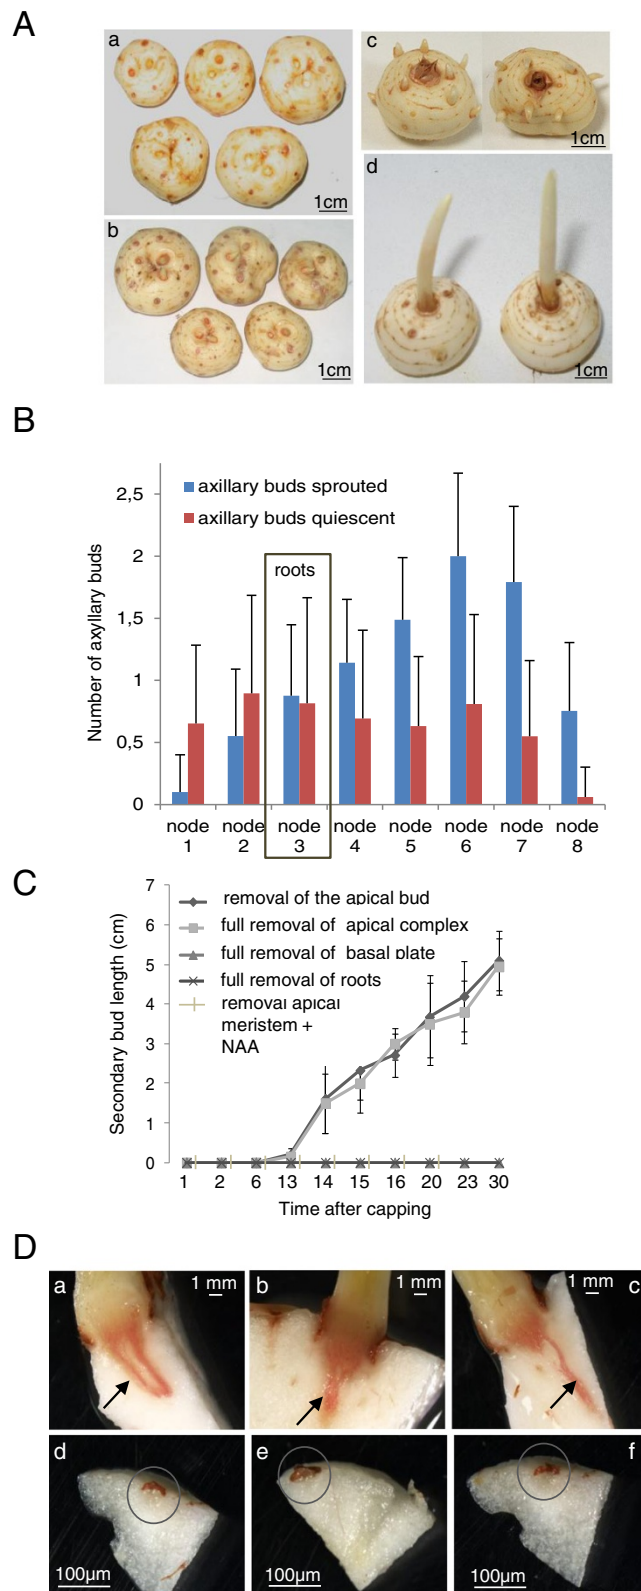 A
a
1cm
b
1cm
c
1cm
d
1cm
B
Number of axyllary buds
2,5
2
1,5
1
0,5
0
axillary buds sprouted
axillary buds quiescent
roots
node 1
node 2
node 3
node 4
node 5
node 6
node 7
node 8
C
Secondary bud length (cm)
7
6
5
4
3
2
1
0
removal of the apical bud
full removal of apical complex
full removal of basal plate
full removal of roots
removal apical
meristem +
NAA
1 2 6 13 14 15 16 20 23 30
Time after capping
D
a
1 mm
b
1 mm
c
1 mm
d
100µm
e
100µm
f
100µm